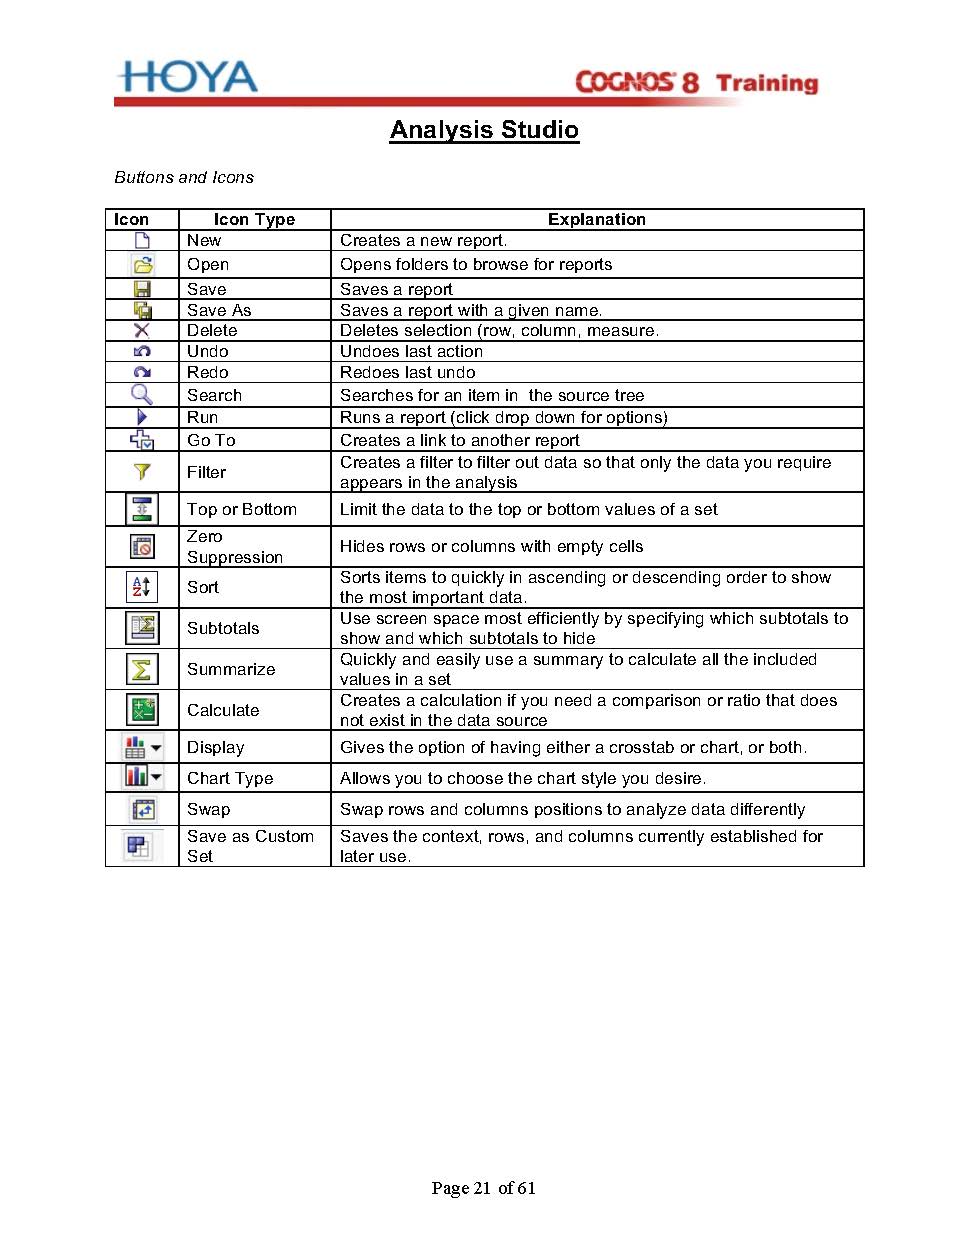 HOYA
COGNOS 8 Training
Analysis Studio
Buttons and Icons
Icon Icon Type Explanation
New Creates a new report.
Open Opens folders to browse for reports
Save Saves a report
Save As Saves a report with a given name.
Delete Deletes selection (row, column, measure.
Undo Undoes last action
Redo Redoes last undo
Search Searches for an item in  the source tree
Run Runs a report (click drop down for options)
Go To Creates a link to another report
Filter Creates a filter to filter out data so that only the data you require
appears in the analysis
Top or Bottom Limit the data to the top or bottom values of a set
Zero
Suppression Hides rows or columns with empty cells
Sort Sorts items to quickly in ascending or descending order to show
the most important data.
Subtotals Use screen space most efficiently by specifying which subtotals to
show and which subtotals to hide
Summarize Quickly and easily use a summary to calculate all the included
values in a set
Calculate Creates a calculation if you need a comparison or ratio that does
not exist in the data source
Display Gives the option of having either a crosstab or chart, or both.
Chart Type Allows you to choose the chart style you desire.
Swap Swap rows and columns positions to analyze data differently
Save as Custom Saves the context, rows, and columns currently established for
Set later use.
Page 21 of 61